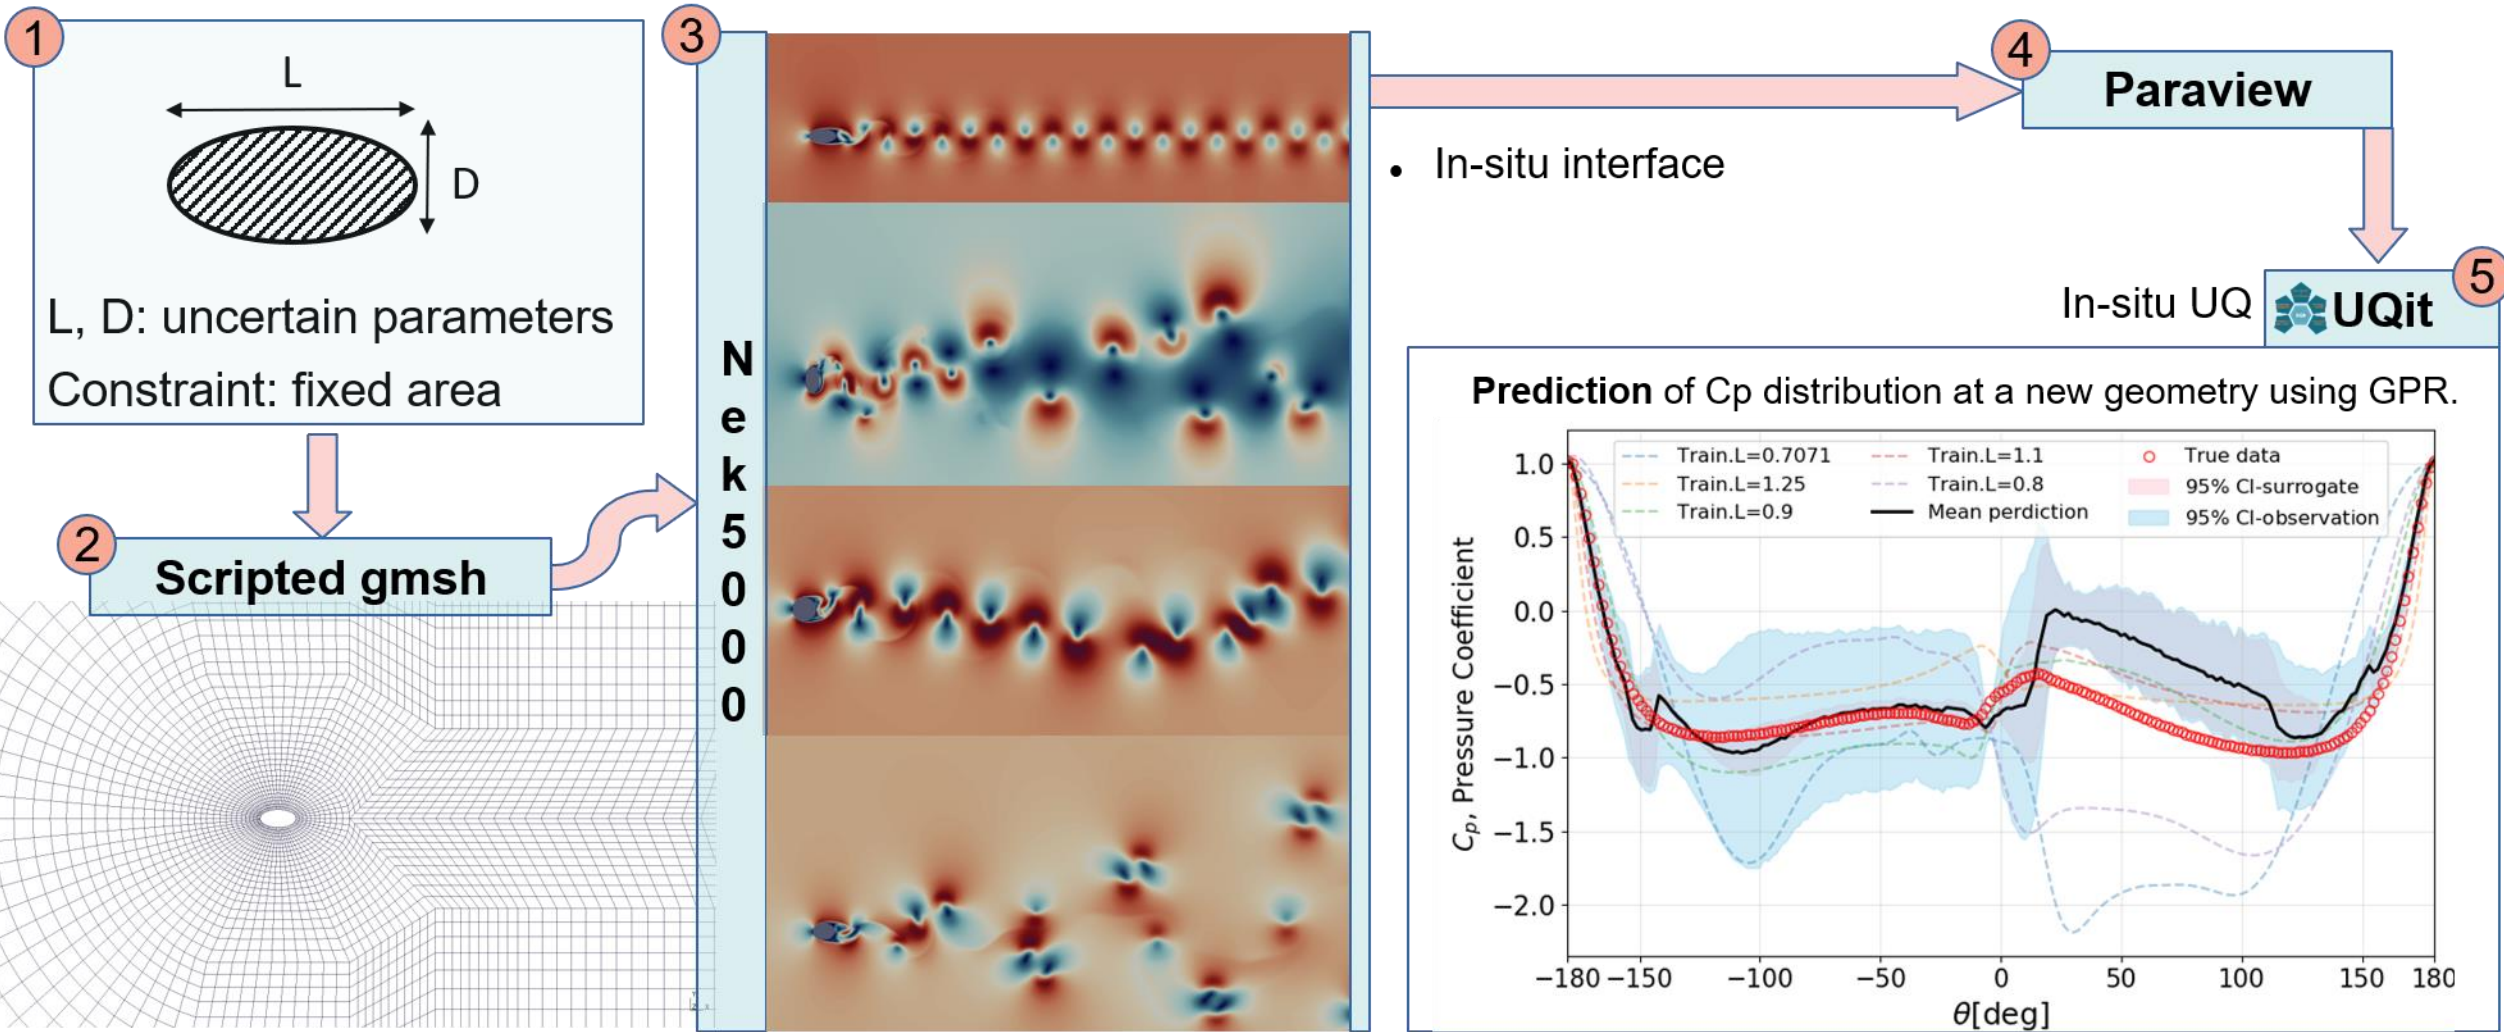 1
L
D
L, D: uncertain parameters
Constraint: fixed area
2
Scripted gmsh
3
N
e
k
5
0
0
0
• In-situ interface
4
Paraview
In-situ UQ
UQit
5
Prediction of Cp distribution at a new geometry using GPR.
Train.L=0.7071
Train.L=1.25
Train.L=0.9
Train.L=1.1
Train.L=0.8
Mean perdiction
True data
95% CI-surrogate
95% CI-observation
Cp, Pressure Coefficient
1.0
0.5
0.0
−0.5
−1.0
−1.5
−2.0
−180 −150 −100 −50 0 50 100 150 180
θ[deg]